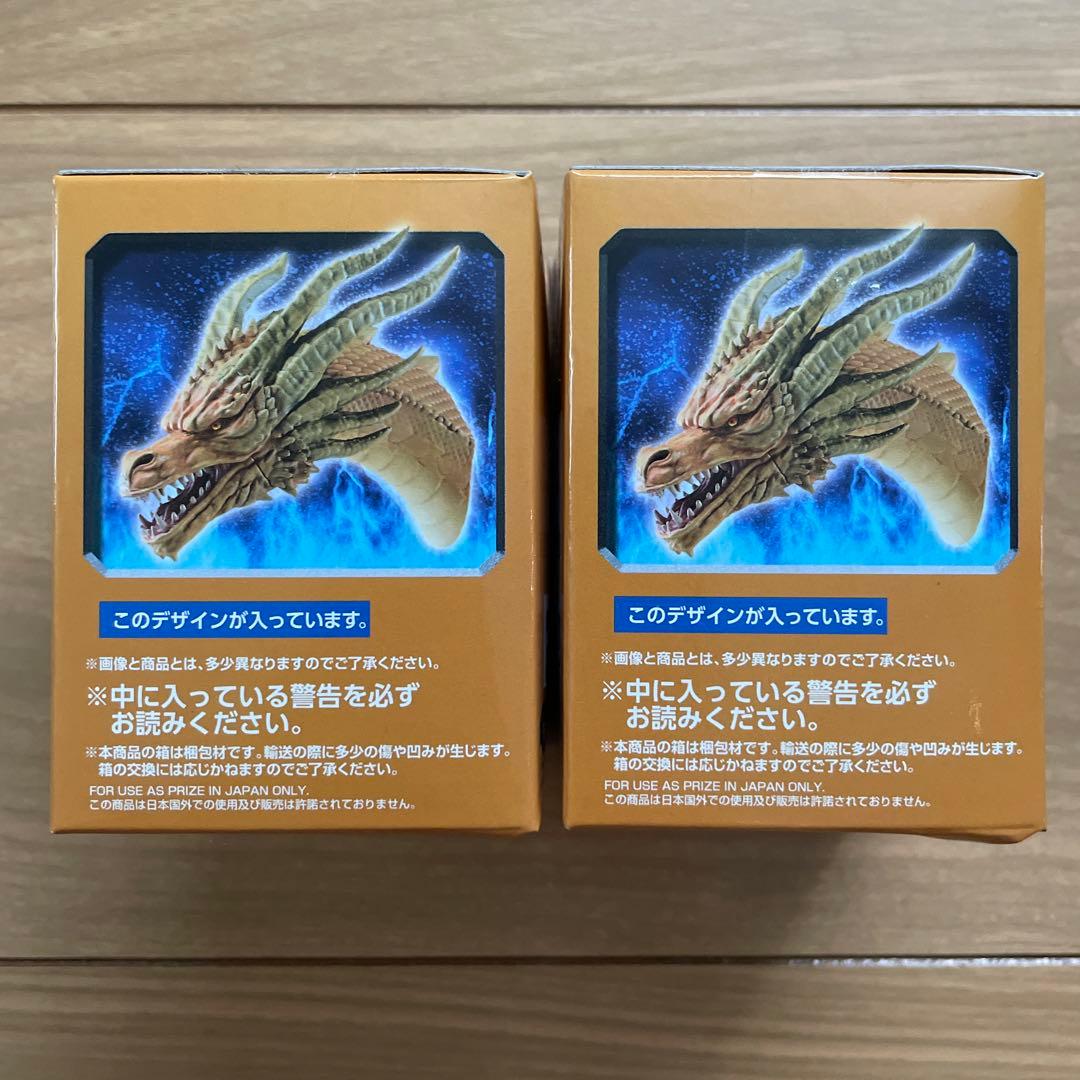 このデザインが入っています。
※画像と商品とは、多少異なりますのでご了承ください。
※中に入っている警告を必ず
お読みください。
※本商品の箱は梱包材です。輸送の際に多少の傷や凹みが生じます。
箱の交換には応じかねますのでご了承ください。
FOR USE AS PRIZE IN JAPAN ONLY.
この商品は日本国外での使用及び販売は許諾されておりません。
このデザインが入っています。
※画像と商品とは、多少異なりますのでご了承ください。
※中に入っている警告を必ず
お読みください。
※本商品の箱は梱包材です。輸送の際に多少の傷や凹みが生じます。
箱の交換には応じかねますのでご了承ください。
FOR USE AS PRIZE IN JAPAN ONLY.
この商品は日本国外での使用及び販売は許諾されておりません。